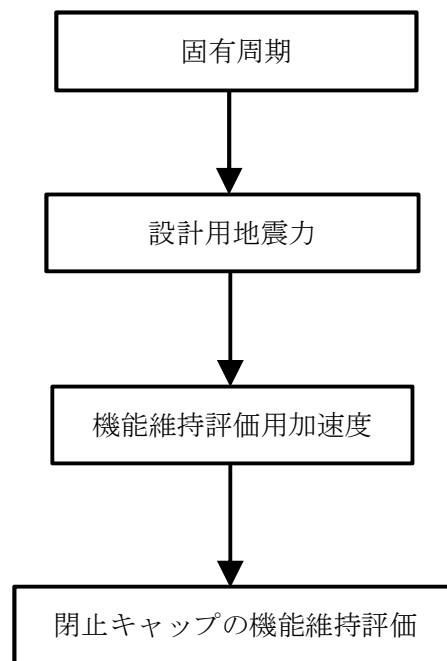 固有周期
設計用地震力
機能維持評価用加速度
閉止キャップの機能維持評価